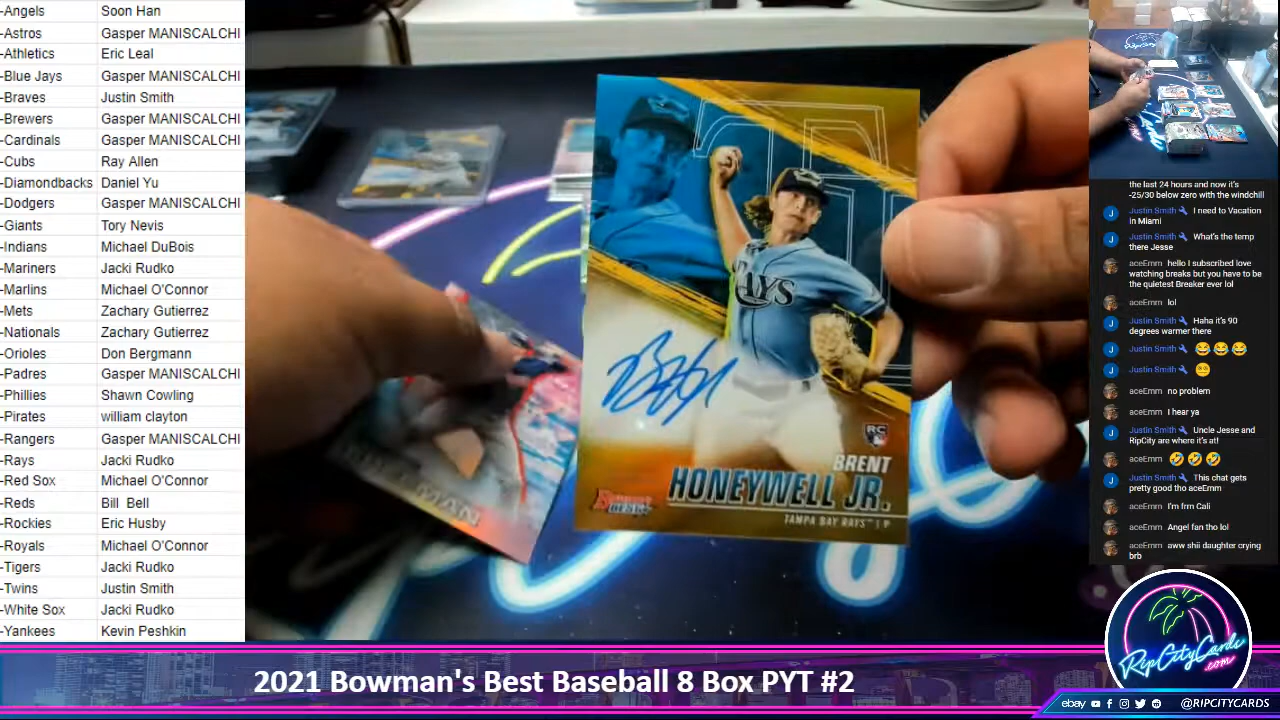 -Angels Soon Han
-Astros Gasper MANISCALCHI
-Athletics Eric Leal
-Blue Jays Gasper MANISCALCHI
-Braves Justin Smith
-Brewers Gasper MANISCALCHI
-Cardinals Gasper MANISCALCHI
-Cubs Ray Allen
-Diamondbacks Daniel Yu
-Dodgers Gasper MANISCALCHI
-Giants Tory Nevis
-Indians Michael DuBois
-Mariners Jacki Rudko
-Marlins Michael O'Connor
-Mets Zachary Gutierrez
-Nationals Zachary Gutierrez
-Orioles Don Bergmann
-Padres Gasper MANISCALCHI
-Phillies Shawn Cowling
-Pirates william clayton
-Rangers Gasper MANISCALCHI
-Rays Jacki Rudko
-Red Sox Michael O'Connor
-Reds Bill Bell
-Rockies Eric Husby
-Royals Michael O'Connor
-Tigers Jacki Rudko
-Twins Justin Smith
-White Sox Jacki Rudko
-Yankees Kevin Peshkin
RAYS
RC
BRENT
HONEYWELL JR.
TAMPA BAY RAYS™ | P
Bowman's
BEST
the last 24 hours and now it's
-25/30 below zero with the windchill
J Justin Smith I need to Vacation
in Miami
J Justin Smith What's the temp
there Jesse
aceEmm hello I subscribed love
watching breaks but you have to be
the quietest Breaker ever lol
aceEmm lol
J Justin Smith Haha it's 90
degrees warmer there
J Justin Smith 😂😂😂
J Justin Smith 😵
aceEmm no problem
aceEmm I hear ya
J Justin Smith Uncle Jesse and
RipCity are where it's at!
aceEmm 🤣🤣🤣
J Justin Smith This chat gets
pretty good tho aceEmm
aceEmm I'm frm Cali
aceEmm Angel fan tho lol
aceEmm aww shii daughter crying
brb
RipCityCards
.com
2021 Bowman's Best Baseball 8 Box PYT #2
ebay @RIPCITYCARDS